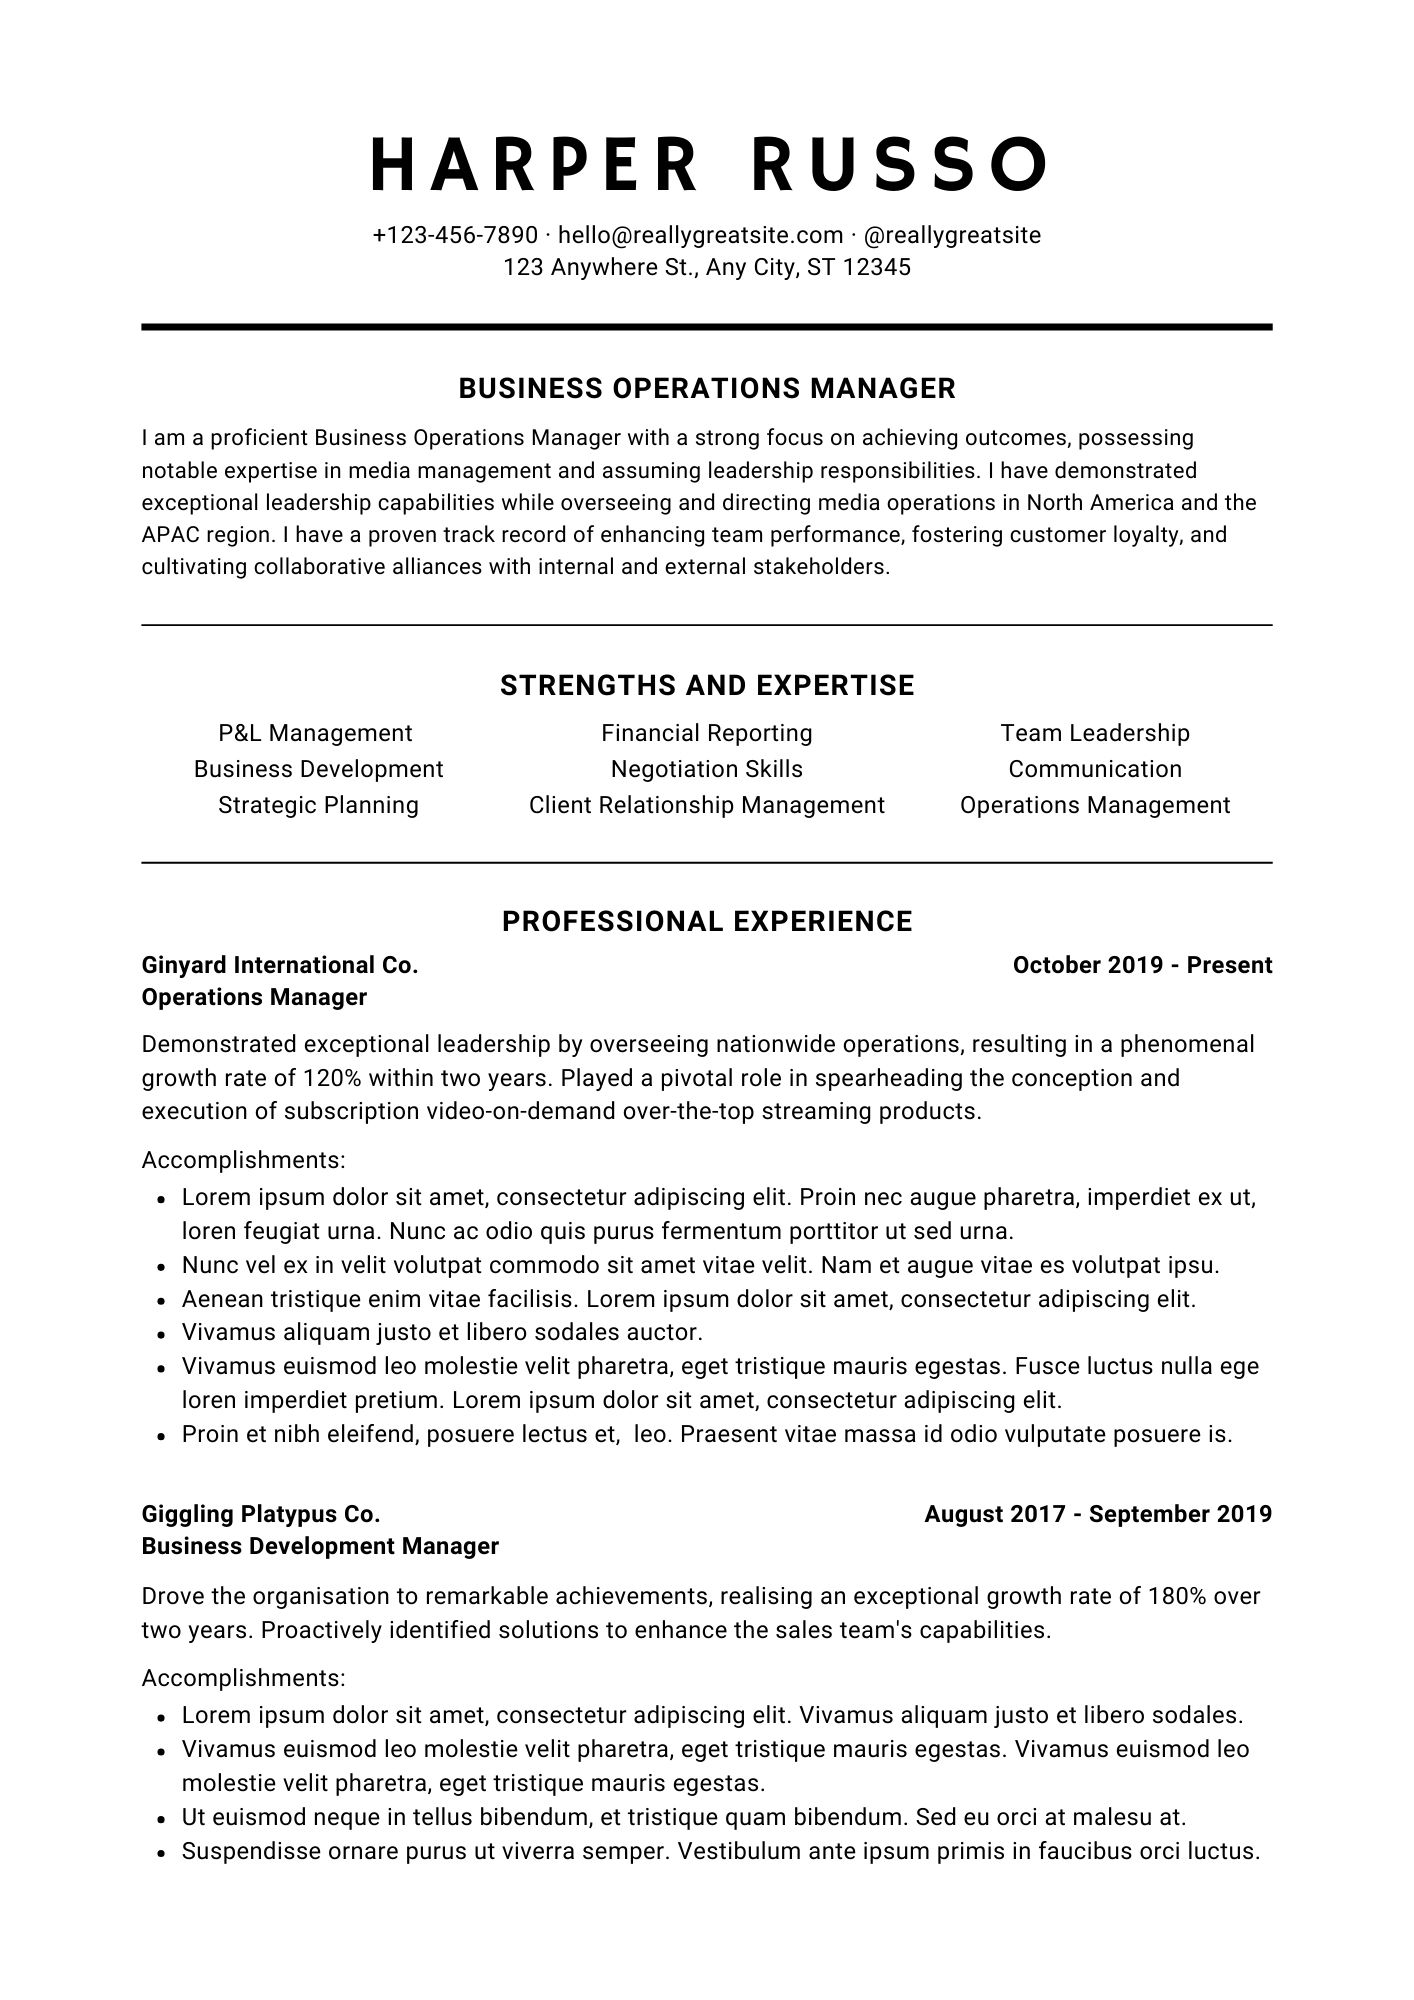 HARPER RUSSO
+123-456-7890 · hello@reallygreatsite.com · @reallygreatsite
123 Anywhere St., Any City, ST 12345
BUSINESS OPERATIONS MANAGER
I am a proficient Business Operations Manager with a strong focus on achieving outcomes, possessing
notable expertise in media management and assuming leadership responsibilities. I have demonstrated
exceptional leadership capabilities while overseeing and directing media operations in North America and the
APAC region. I have a proven track record of enhancing team performance, fostering customer loyalty, and
cultivating collaborative alliances with internal and external stakeholders.
STRENGTHS AND EXPERTISE
P&L Management Financial Reporting Team Leadership
Business Development Negotiation Skills Communication
Strategic Planning Client Relationship Management Operations Management
PROFESSIONAL EXPERIENCE
Ginyard International Co. October 2019 - Present
Operations Manager
Demonstrated exceptional leadership by overseeing nationwide operations, resulting in a phenomenal
growth rate of 120% within two years. Played a pivotal role in spearheading the conception and
execution of subscription video-on-demand over-the-top streaming products.
Accomplishments:
• Lorem ipsum dolor sit amet, consectetur adipiscing elit. Proin nec augue pharetra, imperdiet ex ut,
loren feugiat urna. Nunc ac odio quis purus fermentum porttitor ut sed urna.
• Nunc vel ex in velit volutpat commodo sit amet vitae velit. Nam et augue vitae es volutpat ipsu.
• Aenean tristique enim vitae facilisis. Lorem ipsum dolor sit amet, consectetur adipiscing elit.
• Vivamus aliquam justo et libero sodales auctor.
• Vivamus euismod leo molestie velit pharetra, eget tristique mauris egestas. Fusce luctus nulla ege
loren imperdiet pretium. Lorem ipsum dolor sit amet, consectetur adipiscing elit.
• Proin et nibh eleifend, posuere lectus et,  leo. Praesent vitae massa id odio vulputate posuere is.
Giggling Platypus Co. August 2017 - September 2019
Business Development Manager
Drove the organisation to remarkable achievements, realising an exceptional growth rate of 180% over
two years. Proactively identified solutions to enhance the sales team's capabilities.
Accomplishments:
• Lorem ipsum dolor sit amet, consectetur adipiscing elit. Vivamus aliquam justo et libero sodales.
• Vivamus euismod leo molestie velit pharetra, eget tristique mauris egestas. Vivamus euismod leo
molestie velit pharetra, eget tristique mauris egestas.
• Ut euismod neque in tellus bibendum, et tristique quam bibendum. Sed eu orci at malesu at.
• Suspendisse ornare purus ut viverra semper. Vestibulum ante ipsum primis in faucibus orci luctus.